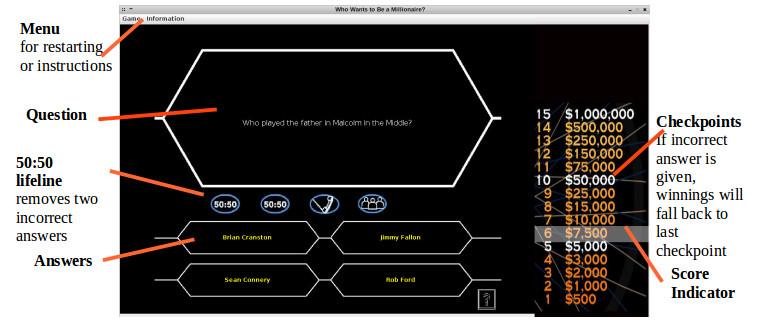 Who Wants to Be a Millionaire?
Game Information
Menu
for restarting
or instructions
Question
Who played the father in Malcolm in the Middle?
50:50
lifeline
removes two
incorrect
answers
50:50 50:50
Answers
Brian Cranston
Jimmy Fallon
Sean Connery
Rob Ford
15 $1,000,000
14 $500,000
13 $250,000
12 $150,000
11 $75,000
10 $50,000
9 $25,000
8 $15,000
7 $10,000
6 $7,500
5 $5,000
4 $3,000
3 $2,000
2 $1,000
1 $500
Checkpoints
If incorrect
answer is
given,
winnings will
fall back to
last
checkpoint
Score
Indicator